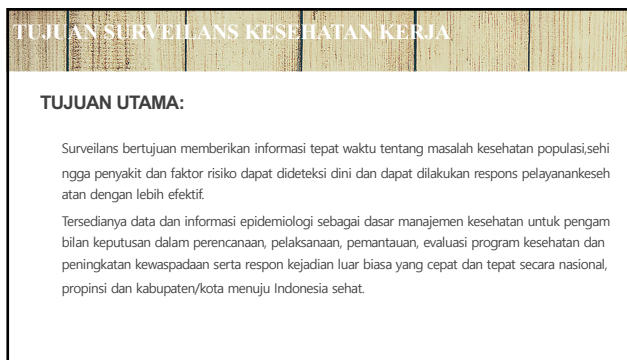 TUJUAN SURVEILANS KESEHATAN KERJA
TUJUAN UTAMA:
Surveilans bertujuan memberikan informasi tepat waktu tentang masalah kesehatan populasi,sehi
ngga penyakit dan faktor risiko dapat dideteksi dini dan dapat dilakukan respons pelayanankeseh
atan dengan lebih efektif.
Tersedianya data dan informasi epidemiologi sebagai dasar manajemen kesehatan untuk pengam
bilan keputusan dalam perencanaan, pelaksanaan, pemantauan, evaluasi program kesehatan dan
peningkatan kewaspadaan serta respon kejadian luar biasa yang cepat dan tepat secara nasional,
propinsi dan kabupaten/kota menuju Indonesia sehat.